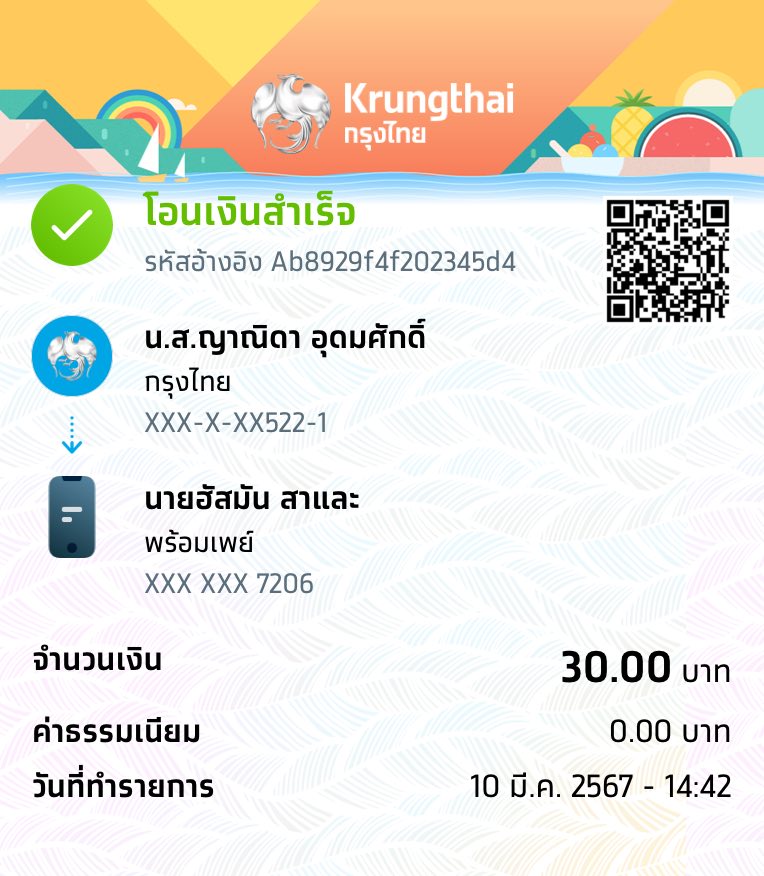 Krungthai
กรุงไทย
โอนเงินสำเร็จ
รหัสอ้างอิง Ab8929f4f202345d4
น.ส.ญาณิดา อุดมศักดิ์
กรุงไทย
XXX-X-XX522-1
นายฮัสมัน สาและ
พร้อมเพย์
XXX XXX 7206
จำนวนเงิน 30.00 บาท
ค่าธรรมเนียม 0.00 บาท
วันที่ทำรายการ 10 มี.ค. 2567 - 14:42